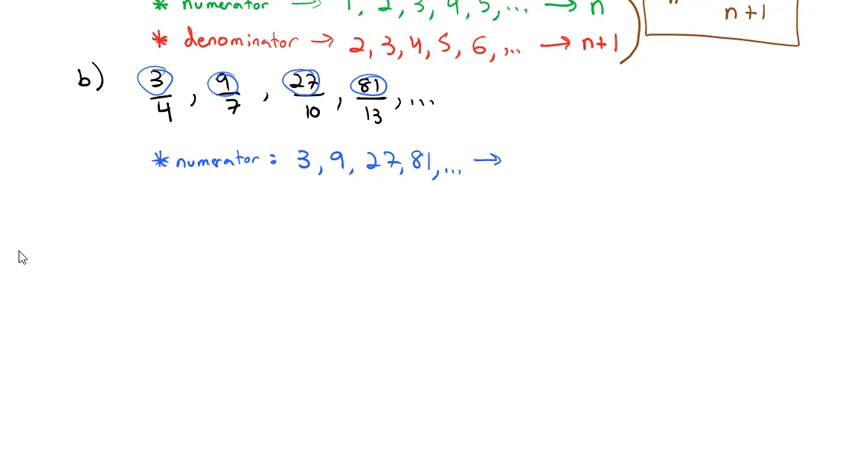 * numerator → 1, 2, 3, 4, 5, ... → n
* denominator → 2, 3, 4, 5, 6, ... → n+1
n+1
b) 3/4, 9/7, 27/10, 81/13, ...
* numerator : 3, 9, 27, 81, ... →